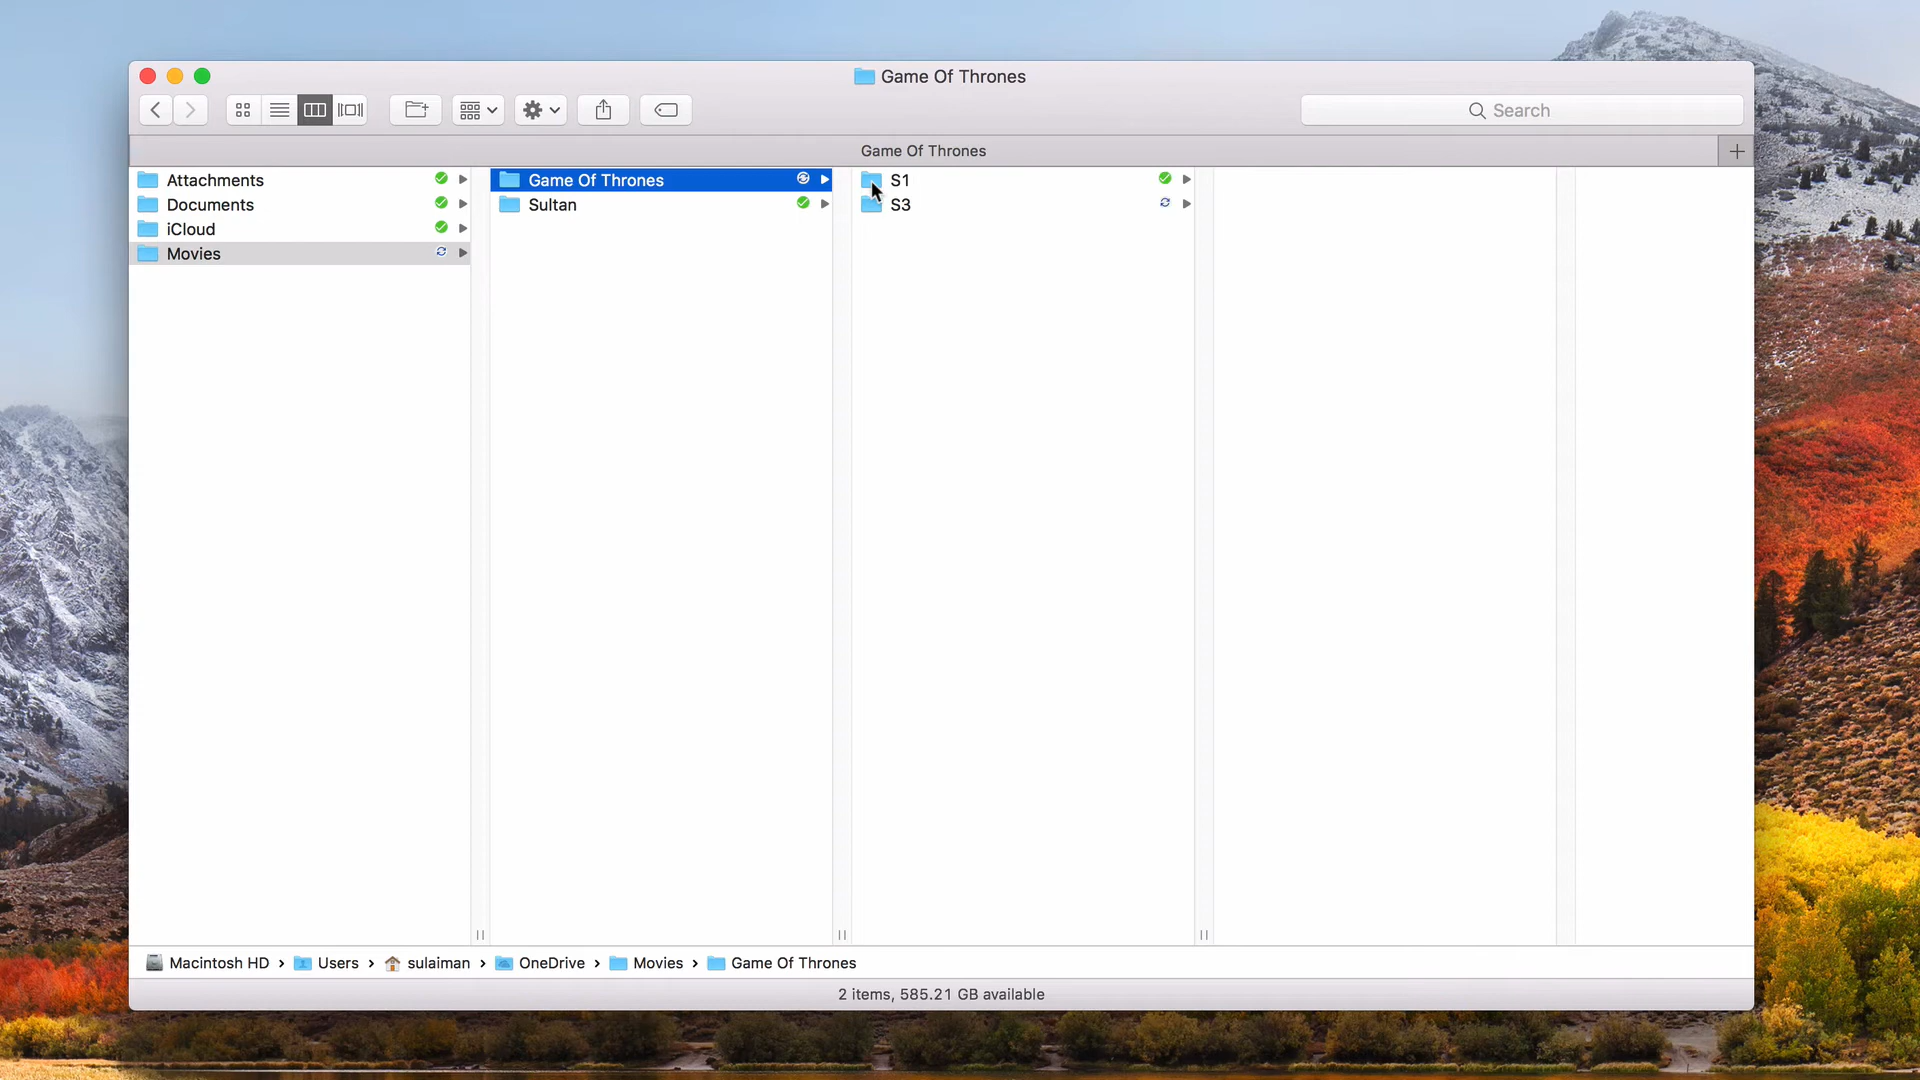 Game Of Thrones
Search
Game Of Thrones
Attachments
Documents
iCloud
Movies
Game Of Thrones
Sultan
S1
S3
Macintosh HD › Users › sulaiman › OneDrive › Movies › Game Of Thrones
2 items, 585.21 GB available